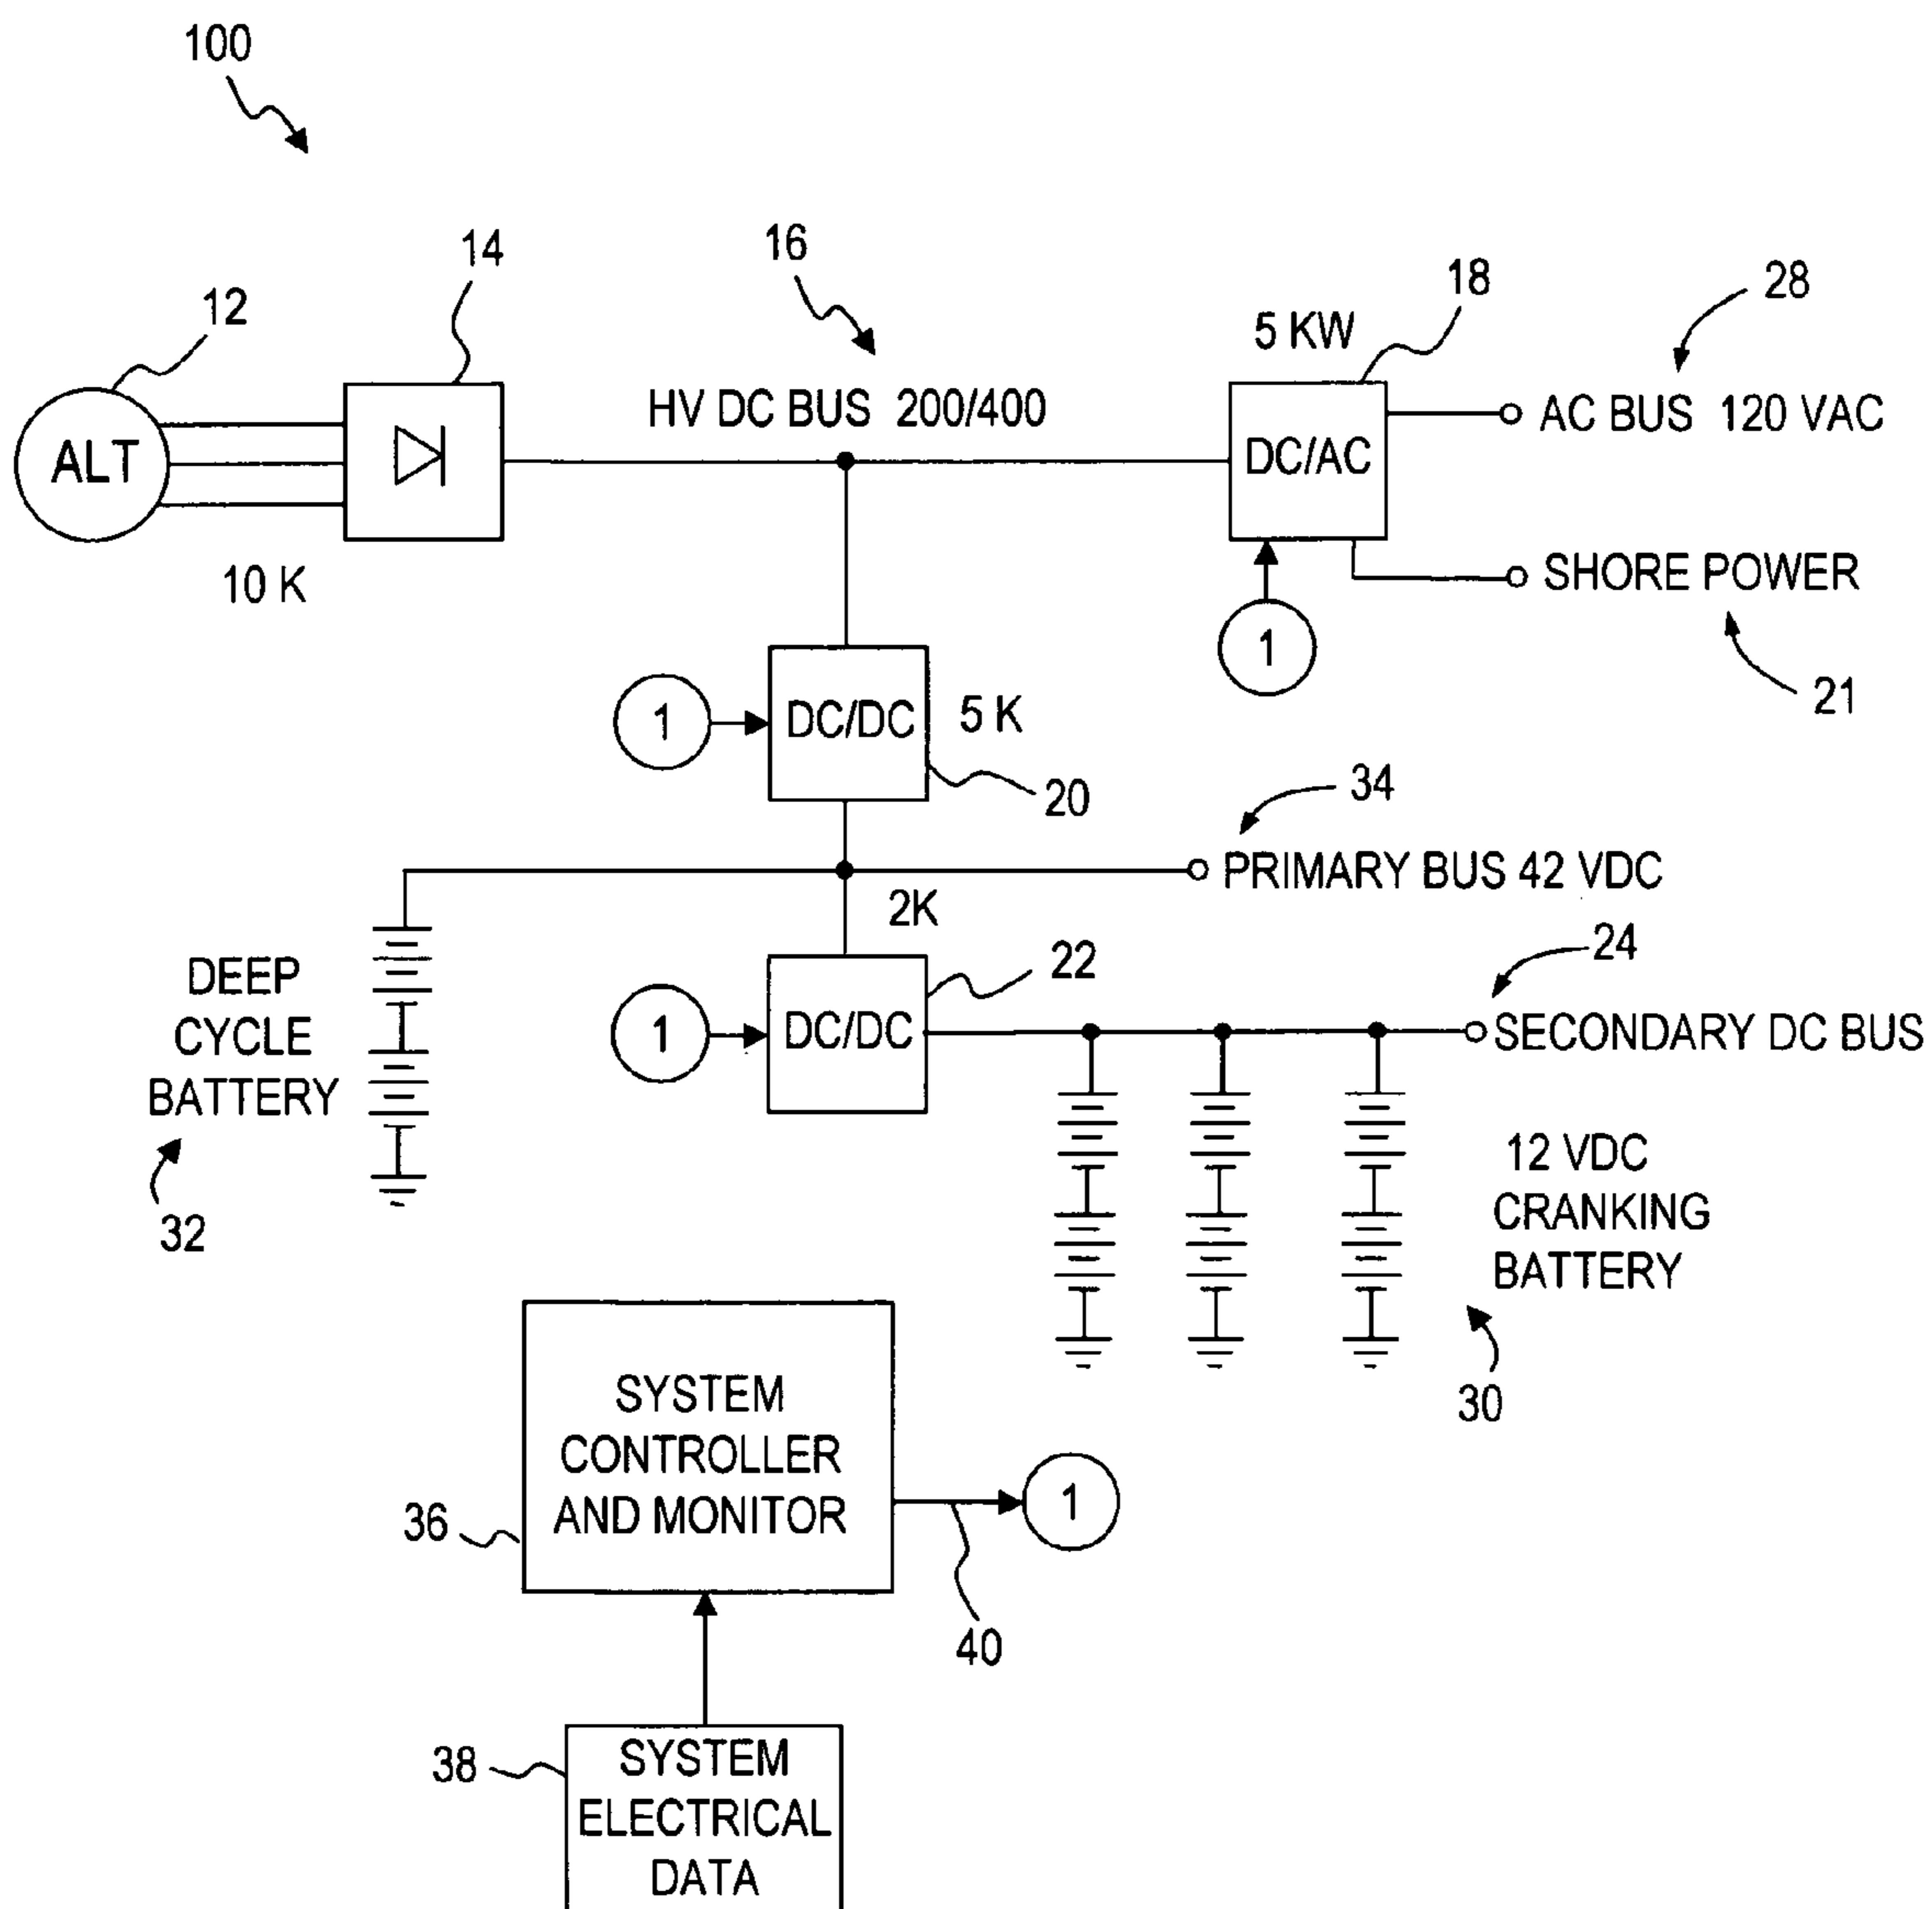 100
16
14
12
18
28
5 KW
HV DC BUS 200/400
AC BUS 120 VAC
ALT
DC/AC
10 K
SHORE POWER
1
21
1
DC/DC
5 K
20
34
PRIMARY BUS 42 VDC
2K
24
22
DEEP
CYCLE
BATTERY
1
DC/DC
SECONDARY DC BUS
32
12 VDC
CRANKING
BATTERY
30
SYSTEM
CONTROLLER
AND MONITOR
36
1
40
38
SYSTEM
ELECTRICAL
DATA